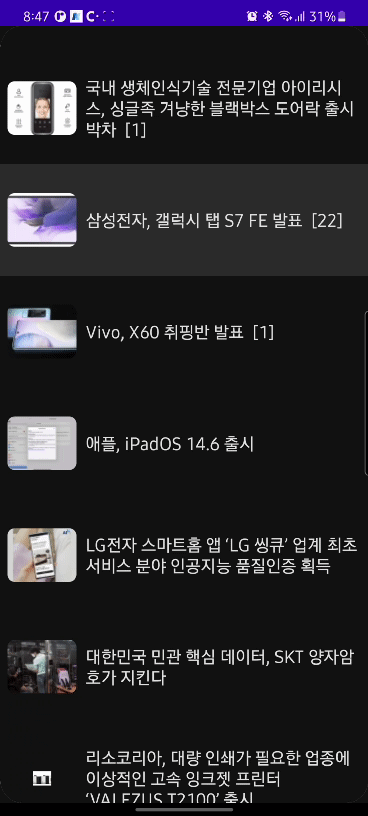 8:47 31%
국내 생체인식기술 전문기업 아이리시
스, 싱글족 겨냥한 블랙박스 도어락 출시
박차 [1]
삼성전자, 갤럭시 탭 S7 FE 발표 [22]
Vivo, X60 취핑반 발표 [1]
애플, iPadOS 14.6 출시
LG전자 스마트홈 앱 ‘LG 씽큐’ 업계 최초
서비스 분야 인공지능 품질인증 획득
대한민국 민관 핵심 데이터, SKT 양자암
호가 지킨다
리소코리아, 대량 인쇄가 필요한 업종에
이상적인 고속 잉크젯 프린터
‘VALEZUS T2100’ 출시